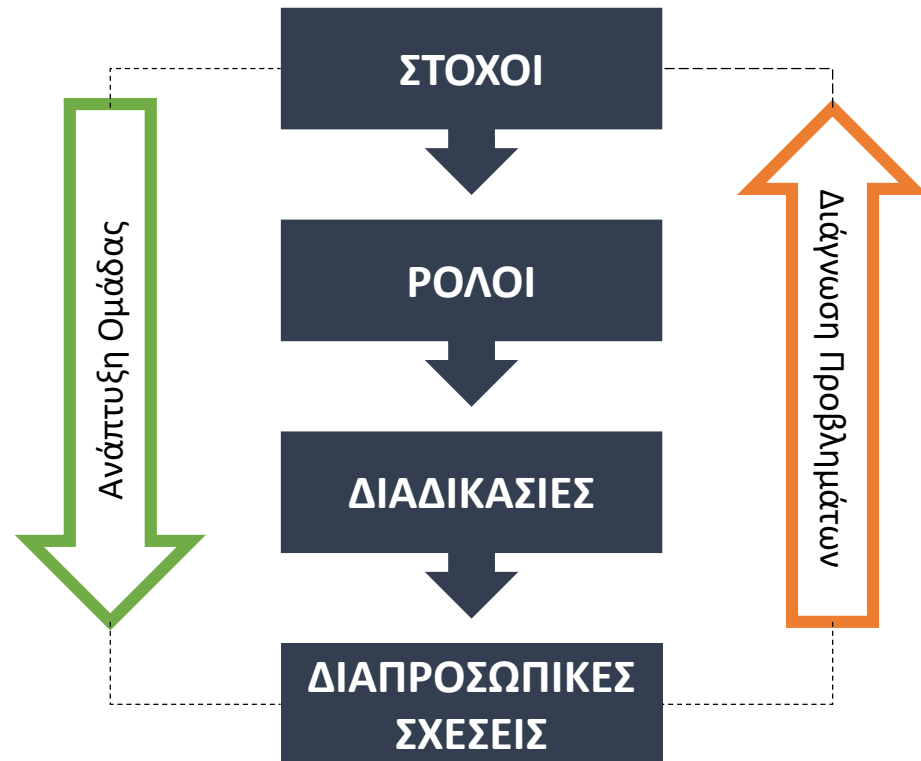 ΣΤΟΧΟΙ
ΡΟΛΟΙ
ΔΙΑΔΙΚΑΣΙΕΣ
ΔΙΑΠΡΟΣΩΠΙΚΕΣ
ΣΧΕΣΕΙΣ
Ανάπτυξη Ομάδας
Διάγνωση Προβλημάτων